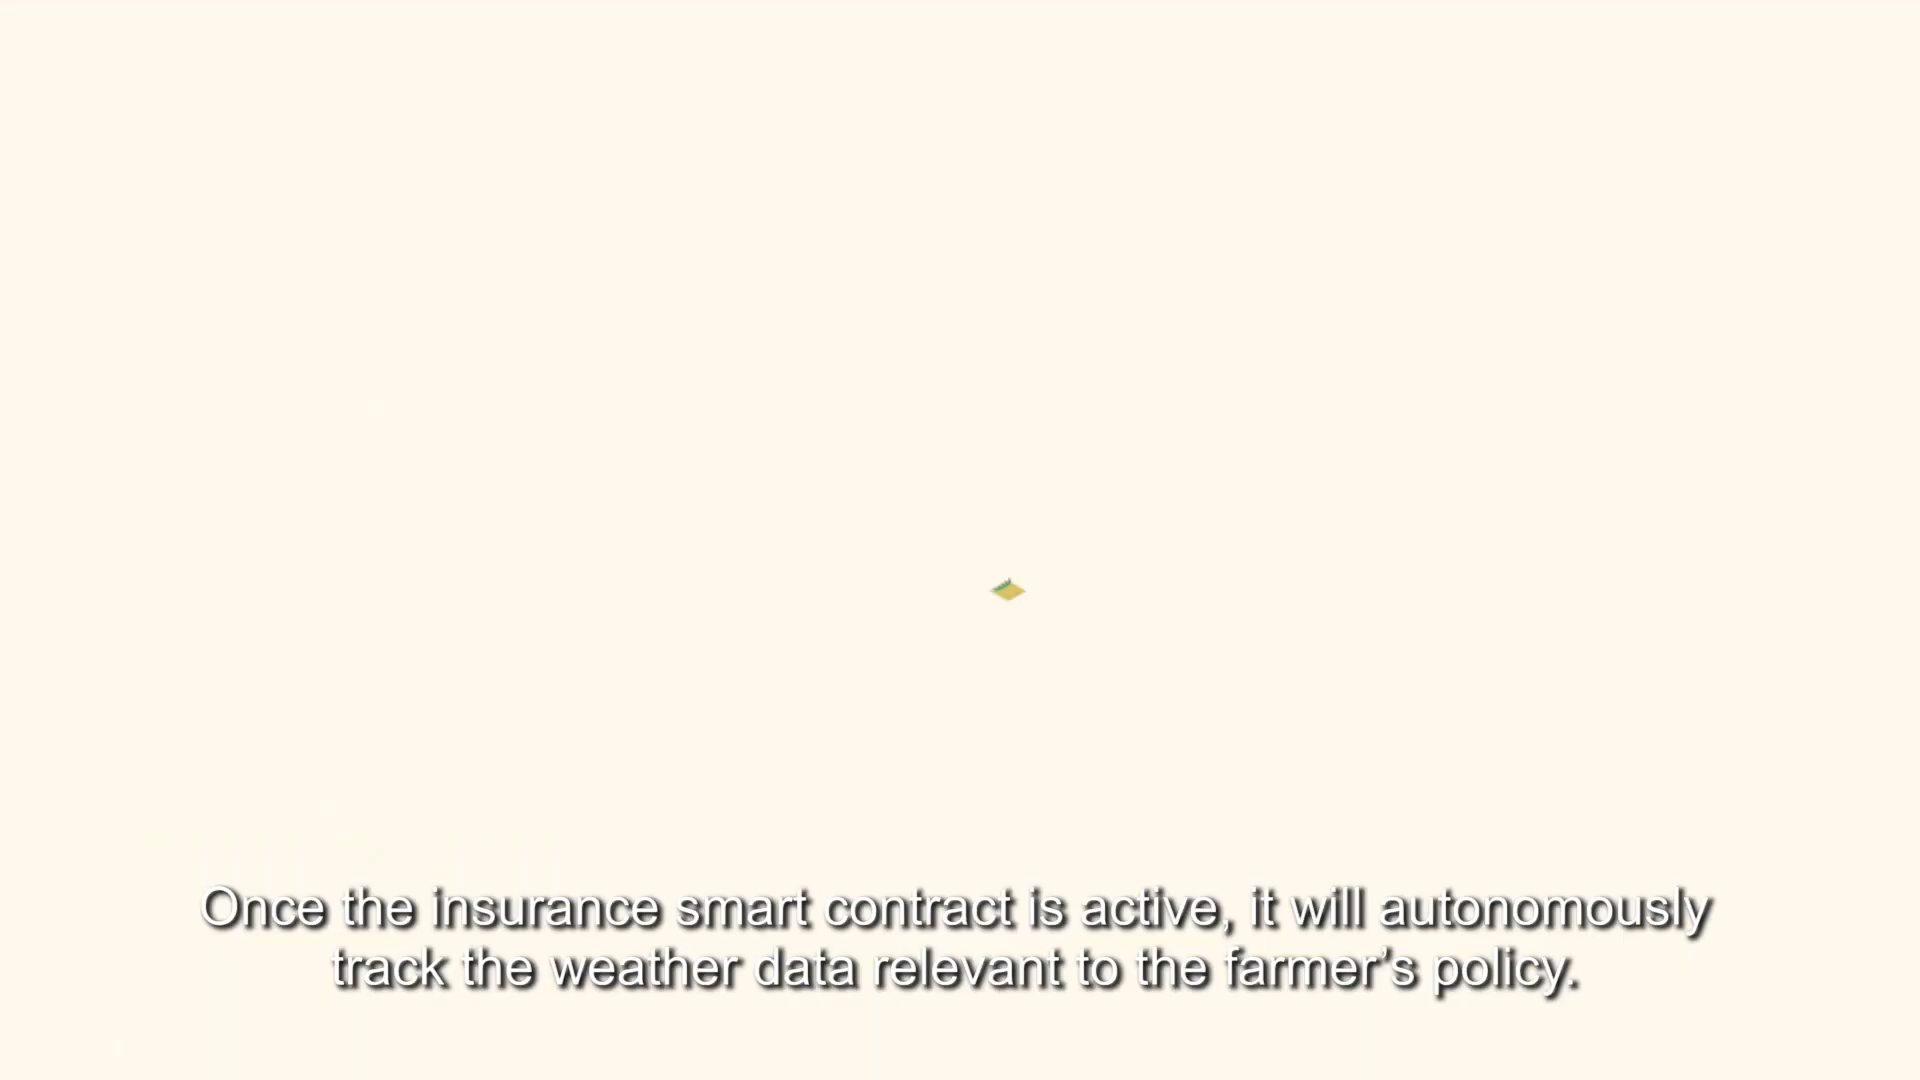 Once the insurance smart contract is active, it will autonomously
track the weather data relevant to the farmer’s policy.